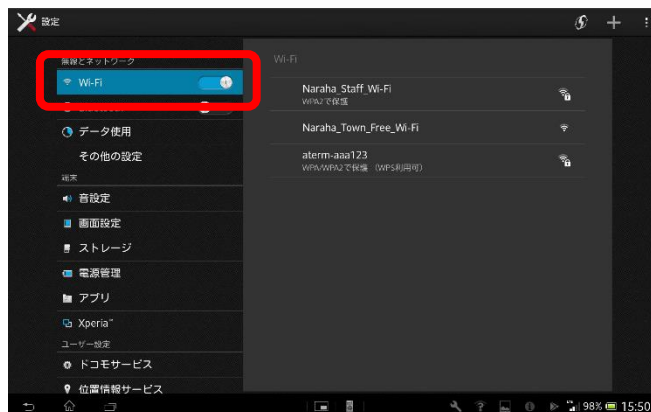 設定
無線とネットワーク
Wi-Fi
データ使用
その他の設定
端末
音設定
画面設定
ストレージ
電源管理
アプリ
Xperia™
ユーザー設定
ドコモサービス
位置情報サービス
Wi-Fi
Naraha_Staff_Wi-Fi
WPA2で保護
Naraha_Town_Free_Wi-Fi
aterm-aaa123
WPA/WPA2で保護（WPS利用可）
98% 15:50